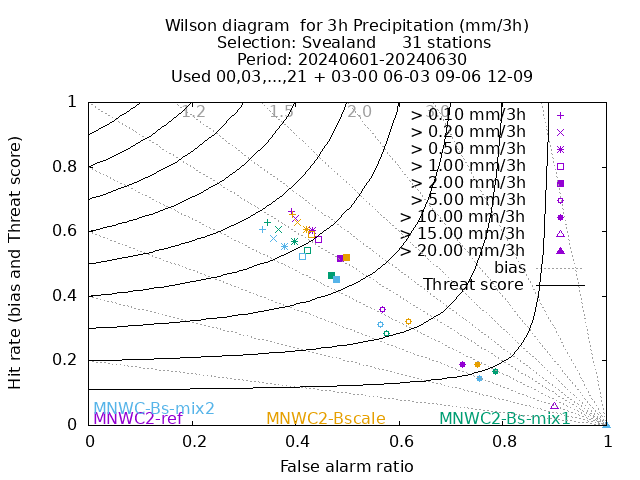 Wilson diagram  for 3h Precipitation (mm/3h)
Selection: Svealand     31 stations
Period: 20240601-20240630
Used 00,03,...,21 + 03-00 06-03 09-06 12-09
Hit rate (bias and Threat score)
1
0.8
0.6
0.4
0.2
0
1.2
1.5
2.0
3.0
> 0.10 mm/3h
> 0.20 mm/3h
> 0.50 mm/3h
> 1.00 mm/3h
> 2.00 mm/3h
> 5.00 mm/3h
> 10.00 mm/3h
> 15.00 mm/3h
> 20.00 mm/3h
bias
Threat score
MNWC-Bs-mix2
MNWC2-ref
MNWC2-Bscale
MNWC2-Bs-mix1
0
0.2
0.4
0.6
0.8
1
False alarm ratio